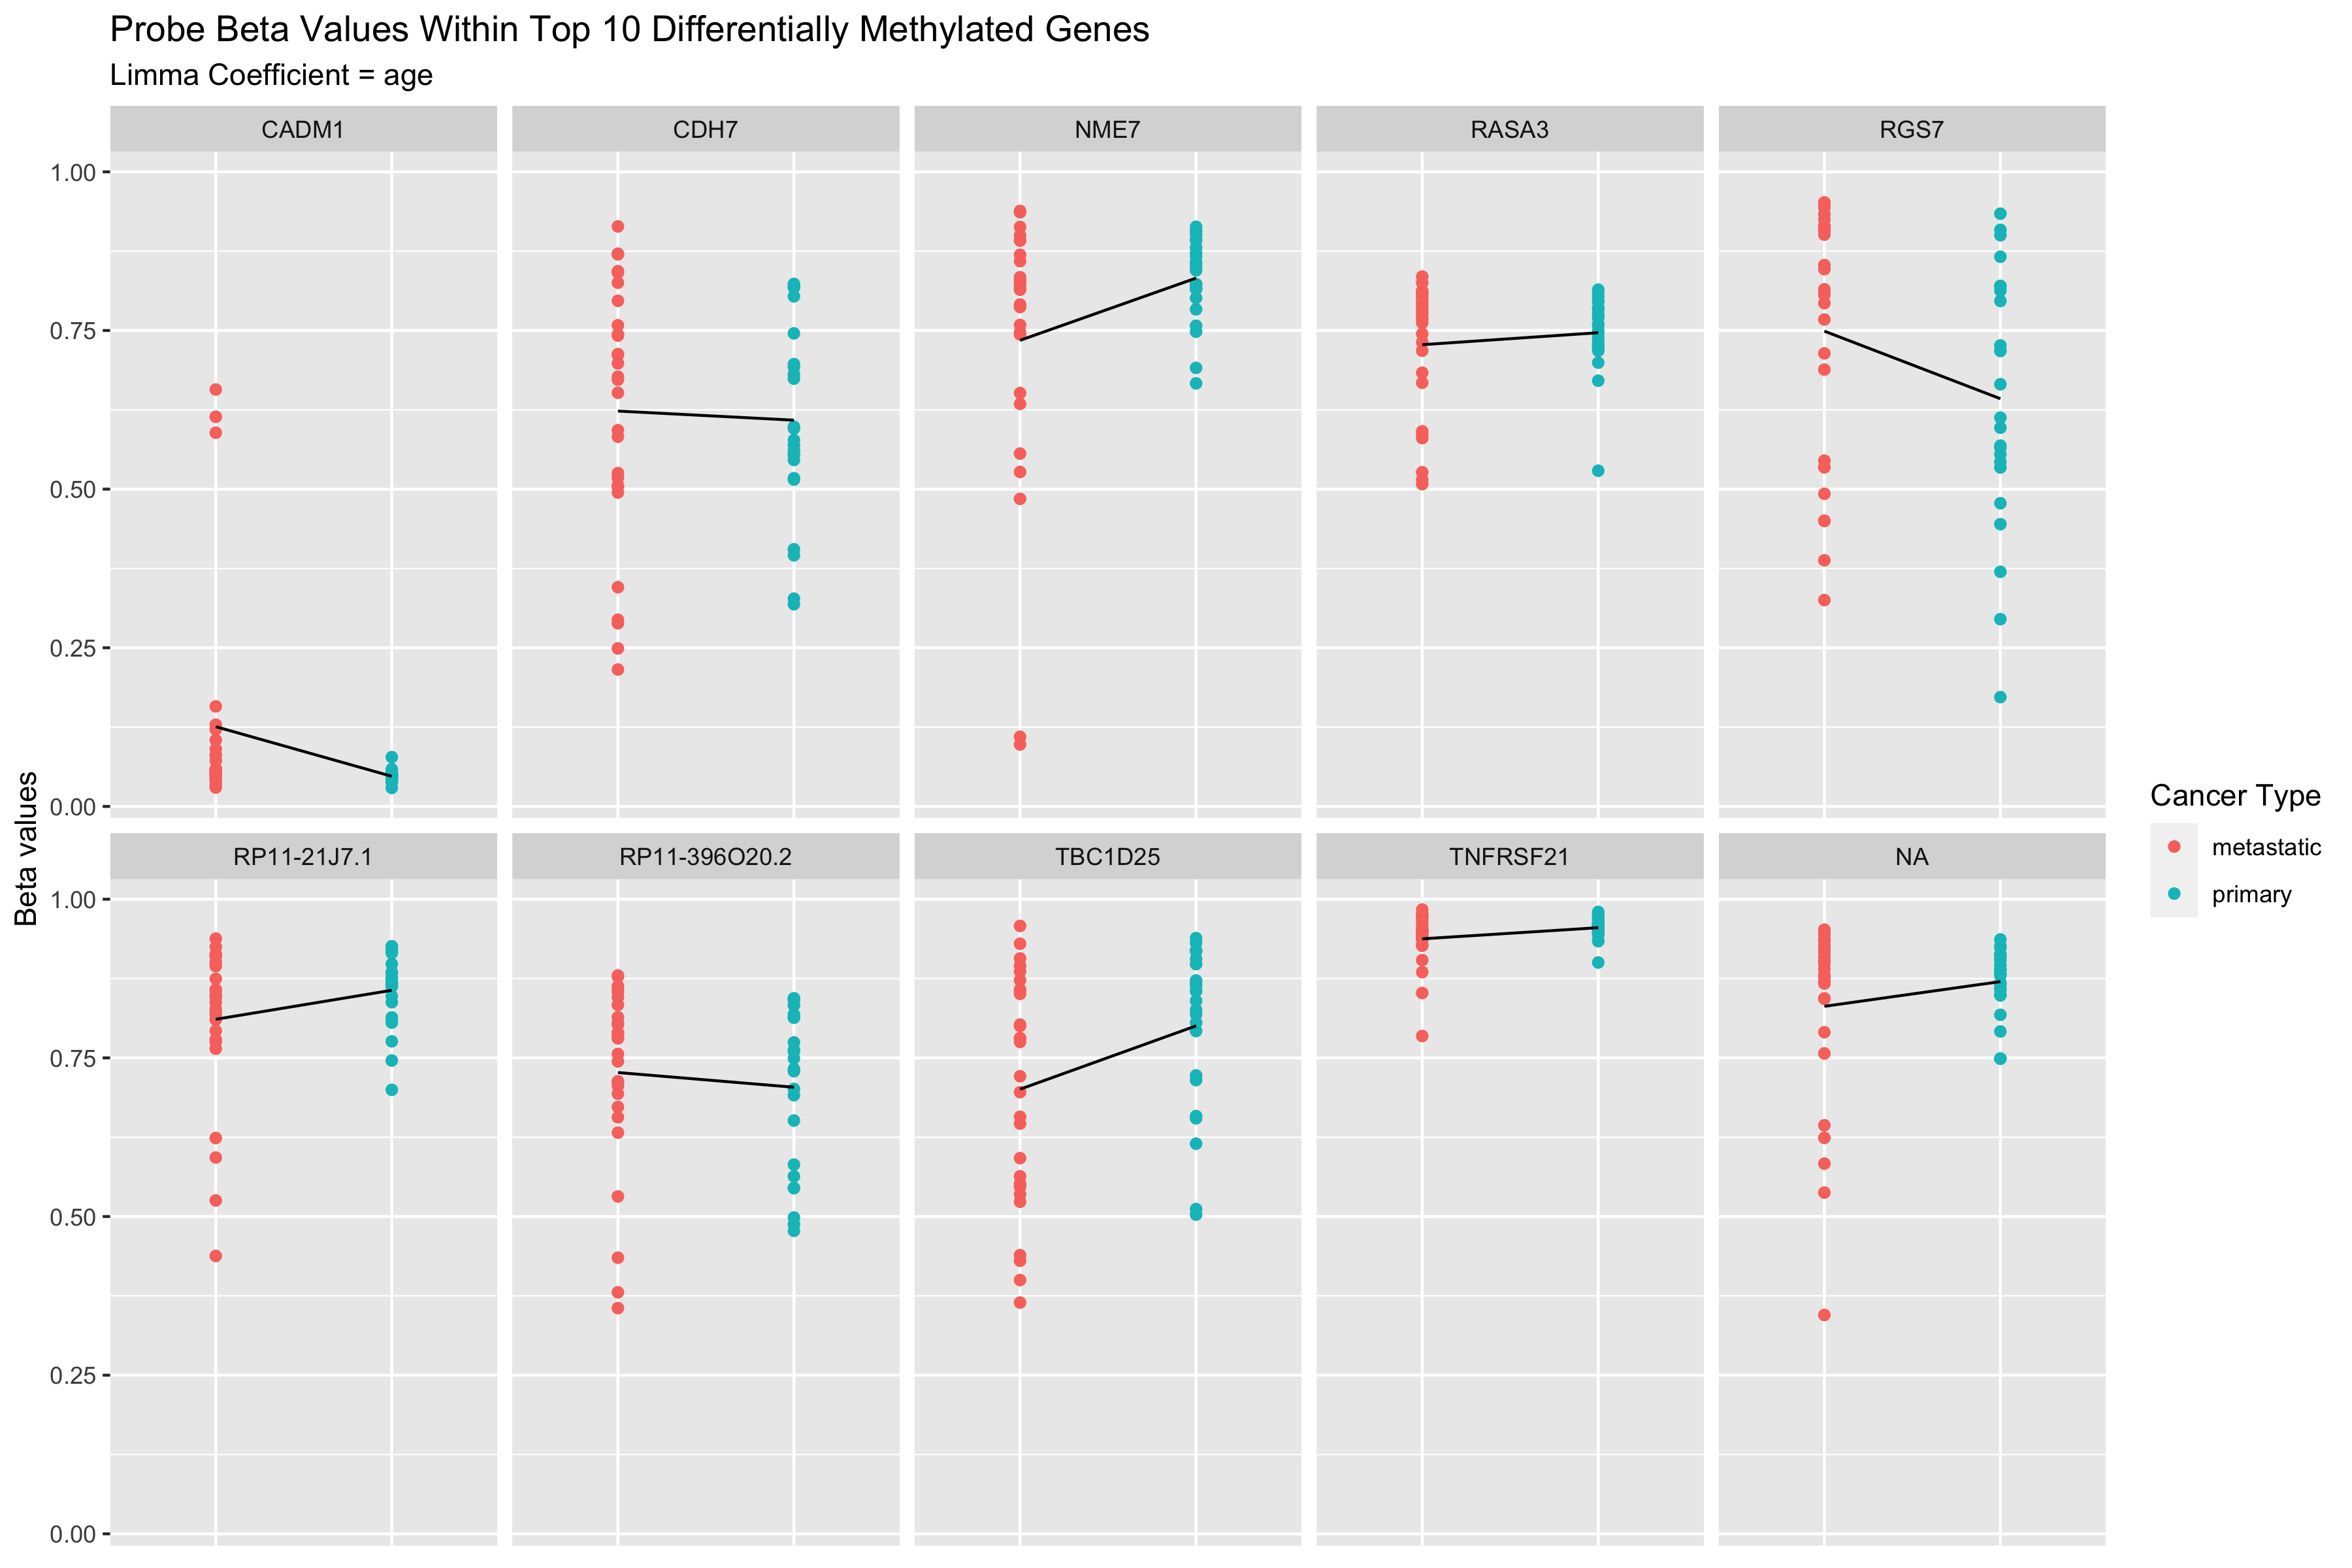 Probe Beta Values Within Top 10 Differentially Methylated Genes
Limma Coefficient = age
CADM1 CDH7 NME7 RASA3 RGS7
1.00
0.75
0.50
0.25
0.00
Beta values
RP11-21J7.1 RP11-396O20.2 TBC1D25 TNFRSF21 NA
1.00
0.75
0.50
0.25
0.00
Cancer Type
metastatic
primary